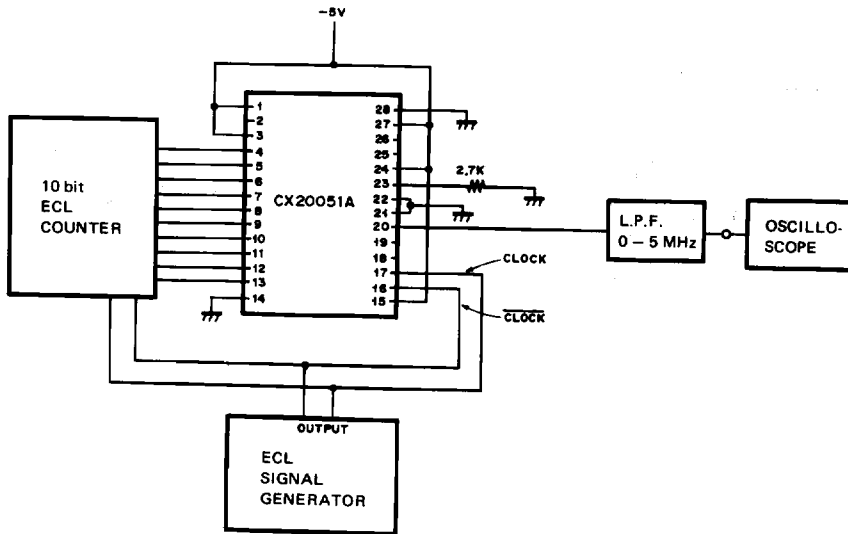 -5V
1
2
3
4
5
6
7
8
9
10
11
12
13
14
CX20051A
28
27
26
25
24
23
22
21
20
19
18
17
16
15
2.7K
10 bit
ECL
COUNTER
L.P.F.
0 – 5 MHz
OSCILLO-
SCOPE
CLOCK
CLOCK
OUTPUT
ECL
SIGNAL
GENERATOR